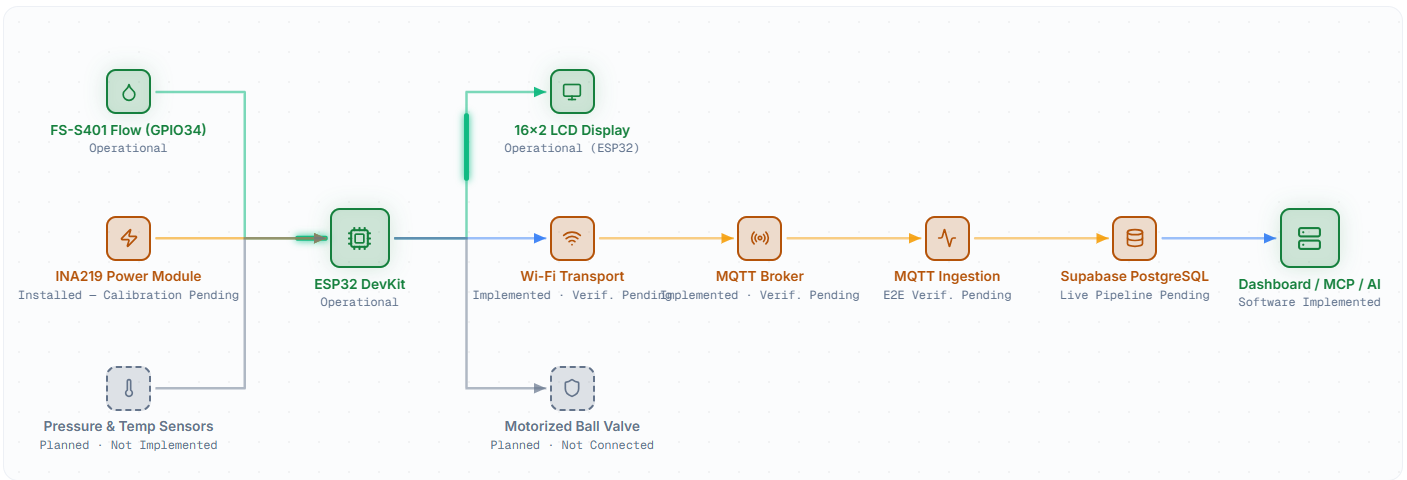 FS-S401 Flow (GPIO34)
Operational
16×2 LCD Display
Operational (ESP32)
INA219 Power Module
Installed — Calibration Pending
ESP32 DevKit
Operational
Wi-Fi Transport
Implemented · Verif. Pending
MQTT Broker
Implemented · Verif. Pending
MQTT Ingestion
E2E Verif. Pending
Supabase PostgreSQL
Live Pipeline Pending
Dashboard / MCP / AI
Software Implemented
Pressure & Temp Sensors
Planned · Not Implemented
Motorized Ball Valve
Planned · Not Connected